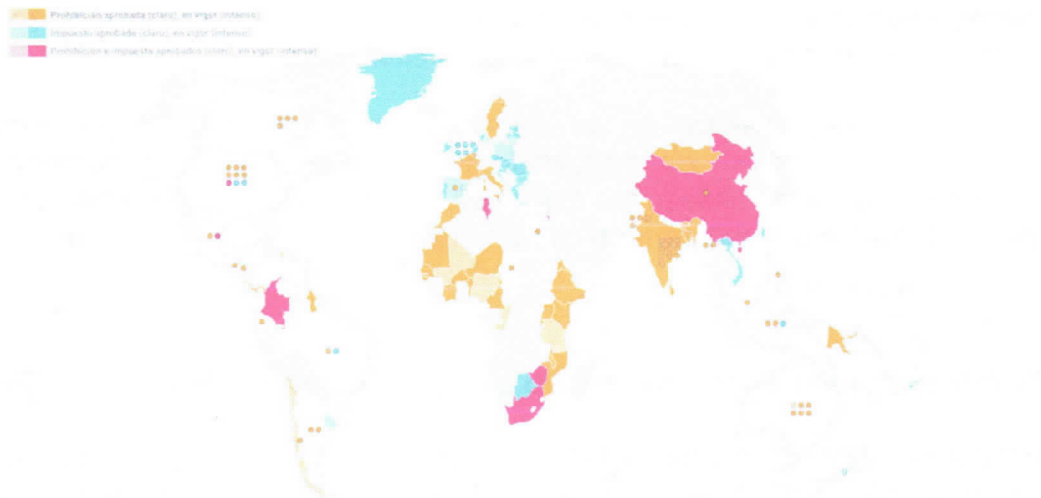 Prohibición aprobada (claro), en vigor (intenso)
Impuesto aprobado (claro), en vigor (intenso)
Prohibición e impuesto aprobados (claro), en vigor (intenso)